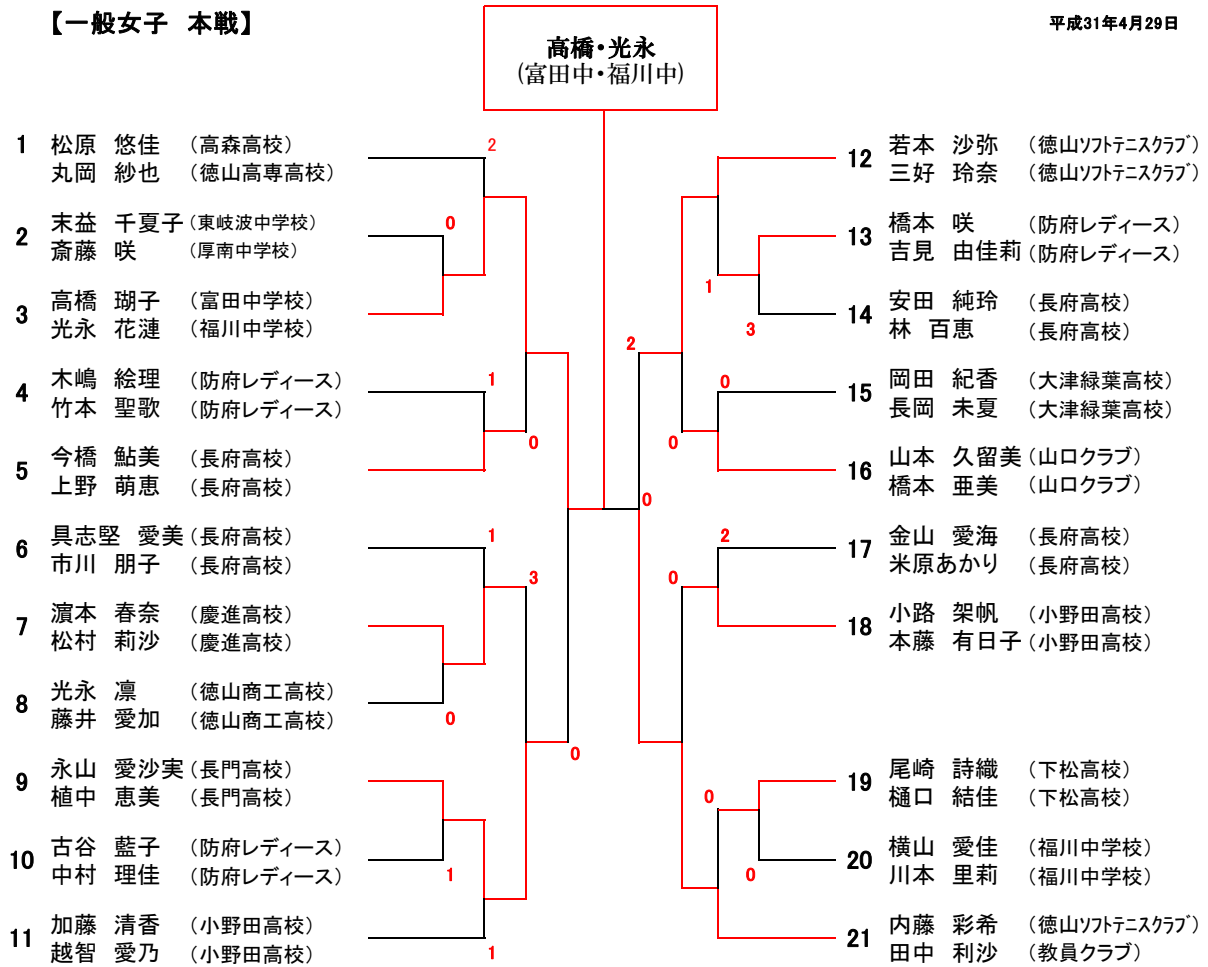 【一般女子 本戦】
平成31年4月29日
高橋・光永
(富田中・福川中)
1 松原 悠佳 (高森高校)
丸岡 紗也 (徳山高専高校)
2
2 末益 千夏子 (東岐波中学校)
斎藤 咲 (厚南中学校)
0
3 高橋 瑚子 (富田中学校)
光永 花漣 (福川中学校)
4 木嶋 絵理 (防府レディース)
竹本 聖歌 (防府レディース)
1
5 今橋 鮎美 (長府高校)
上野 萌恵 (長府高校)
0
6 具志堅 愛美 (長府高校)
市川 朋子 (長府高校)
1
3
7 濵本 春奈 (慶進高校)
松村 莉沙 (慶進高校)
8 光永 凛 (徳山商工高校)
藤井 愛加 (徳山商工高校)
0
0
9 永山 愛沙実 (長門高校)
植中 恵美 (長門高校)
10 古谷 藍子 (防府レディース)
中村 理佳 (防府レディース)
1
11 加藤 清香 (小野田高校)
越智 愛乃 (小野田高校)
1
12 若本 沙弥 (徳山ソフトテニスクラブ)
三好 玲奈 (徳山ソフトテニスクラブ)
13 橋本 咲 (防府レディース)
吉見 由佳莉 (防府レディース)
1
14 安田 純玲 (長府高校)
林 百恵 (長府高校)
3
2
15 岡田 紀香 (大津緑葉高校)
長岡 未夏 (大津緑葉高校)
0
0
16 山本 久留美 (山口クラブ)
橋本 亜美 (山口クラブ)
0
17 金山 愛海 (長府高校)
米原あかり (長府高校)
2
0
18 小路 架帆 (小野田高校)
本藤 有日子 (小野田高校)
19 尾崎 詩織 (下松高校)
樋口 結佳 (下松高校)
0
20 横山 愛佳 (福川中学校)
川本 里莉 (福川中学校)
0
21 内藤 彩希 (徳山ソフトテニスクラブ)
田中 利沙 (教員クラブ)